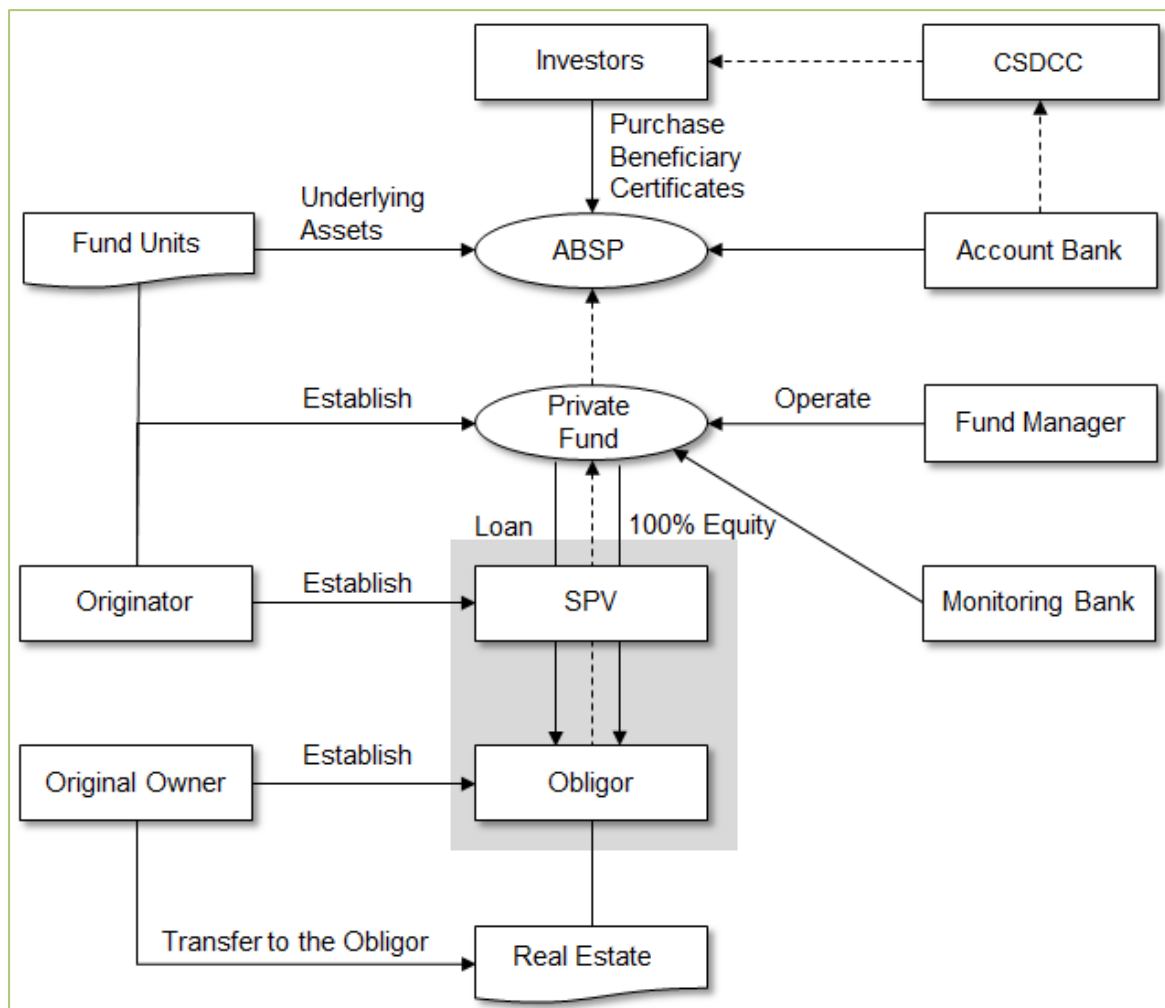 Investors
CSDCC
Purchase
Beneficiary
Certificates
Underlying
Assets
Fund Units
ABSP
Account Bank
Establish
Private
Fund
Operate
Fund Manager
Loan
100% Equity
Originator
Establish
SPV
Monitoring Bank
Original Owner
Establish
Obligor
Transfer to the Obligor
Real Estate